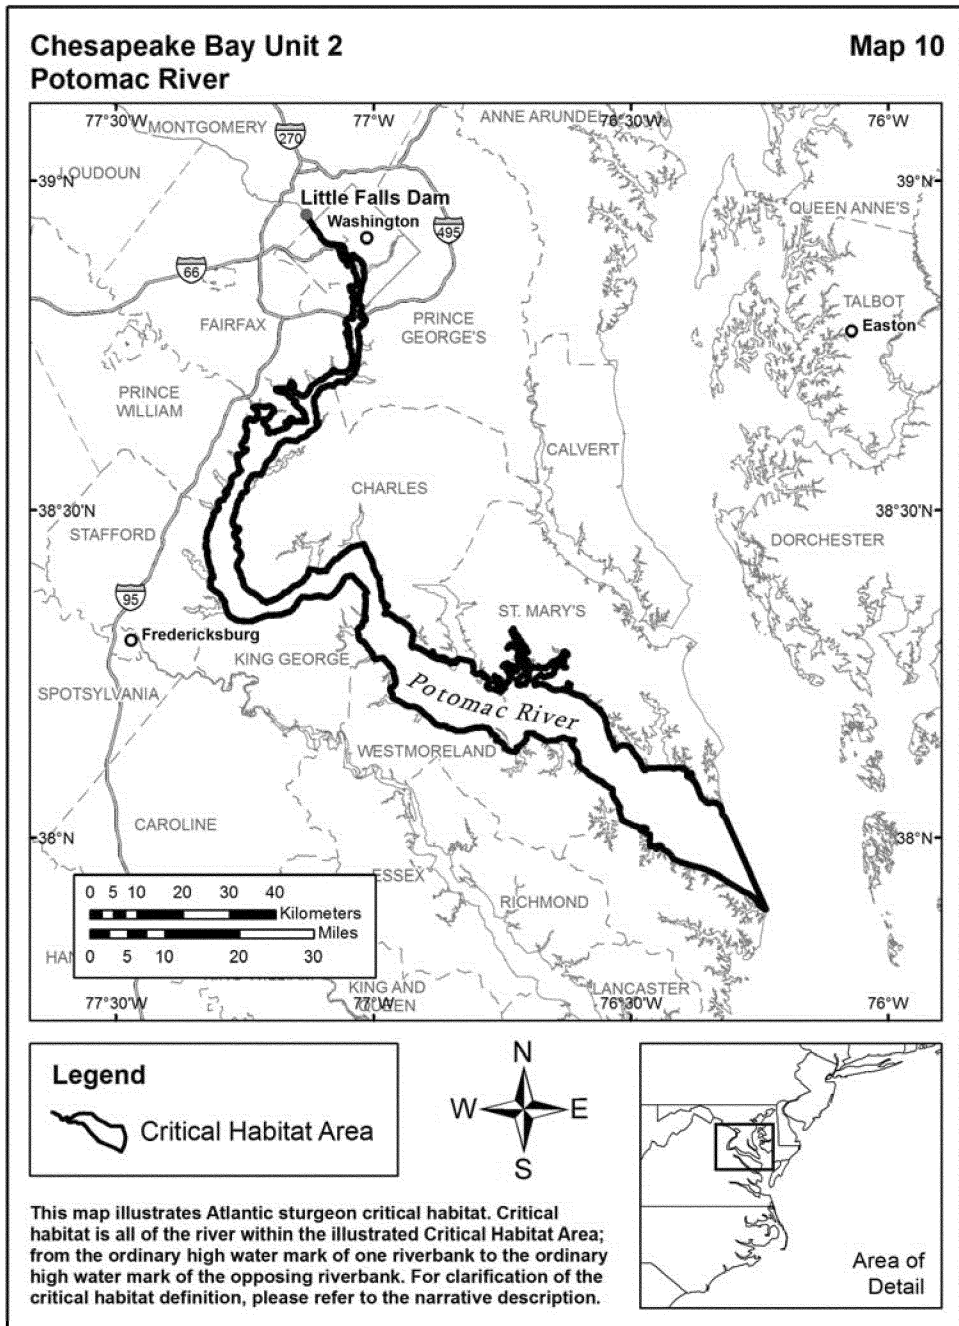 Chesapeake Bay Unit 2
Map 10
Potomac River
77°30'W
77°W
76°30'W
76°W
MONTGOMERY
270
ANNE ARUNDEL
LOUDOUN
39°N
39°N
Little Falls Dam
Washington
QUEEN ANNE'S
495
66
TALBOT
Easton
FAIRFAX
PRINCE
GEORGE'S
PRINCE
WILLIAM
CALVERT
CHARLES
38°30'N
38°30'N
STAFFORD
DORCHESTER
95
ST. MARY'S
Fredericksburg
KING GEORGE
SPOTSYLVANIA
Potomac River
WESTMORELAND
CAROLINE
38°N
38°N
ESSEX
RICHMOND
0 5 10 20 30 40
Kilometers
Miles
0 5 10 20 30
HAN
KING AND
QUEEN
LANCASTER
77°30'W
77°W
76°30'W
76°W
Legend
Critical Habitat Area
N
W
E
S
This map illustrates Atlantic sturgeon critical habitat. Critical
habitat is all of the river within the illustrated Critical Habitat Area;
from the ordinary high water mark of one riverbank to the ordinary
high water mark of the opposing riverbank. For clarification of the
critical habitat definition, please refer to the narrative description.
Area of
Detail